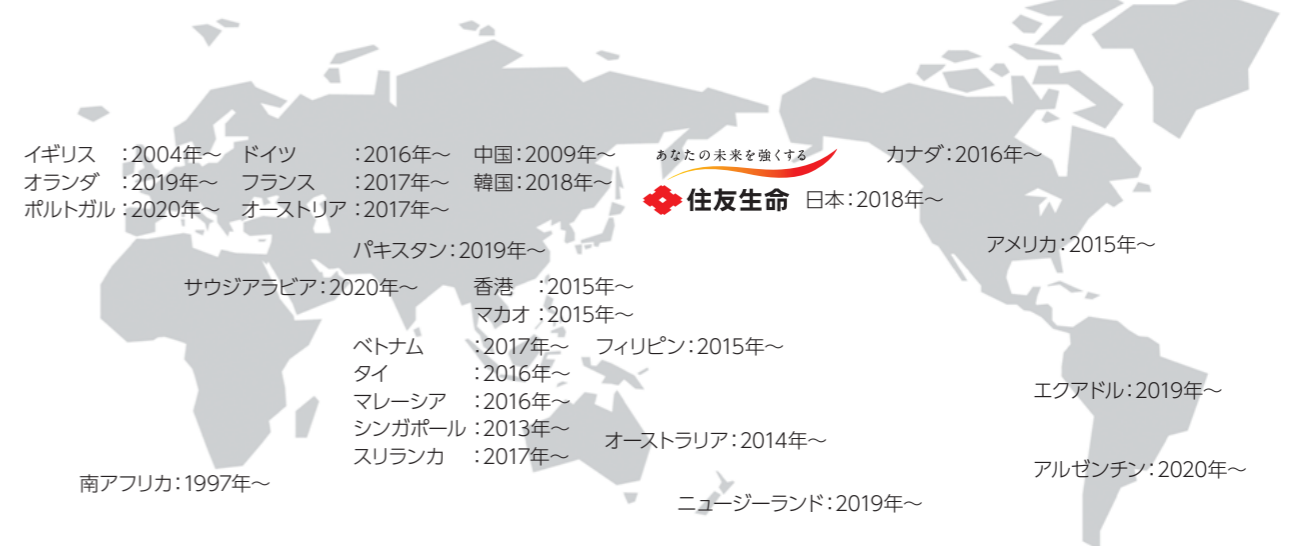 イギリス ：2004年～ ドイツ ：2016年～ 中国：2009年～
オランダ ：2019年～ フランス ：2017年～ 韓国：2018年～
ポルトガル：2020年～ オーストリア：2017年～
あなたの未来を強くする
住友生命 日本：2018年～
カナダ：2016年～
アメリカ：2015年～
パキスタン：2019年～
サウジアラビア：2020年～
香港 ：2015年～
マカオ：2015年～
ベトナム ：2017年～ フィリピン：2015年～
タイ ：2016年～
マレーシア ：2016年～
シンガポール：2013年～
スリランカ ：2017年～
オーストラリア：2014年～
エクアドル：2019年～
アルゼンチン：2020年～
南アフリカ：1997年～
ニュージーランド：2019年～